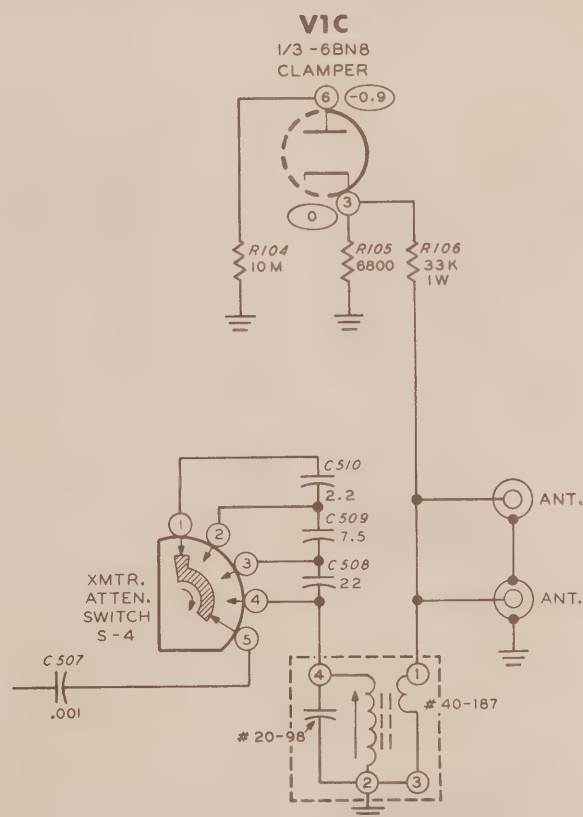 V1C
1/3 -6BN8
CLAMPER
6
-0.9
3
0
R104
10 M
R105
6800
R106
33 K
1W
C510
2.2
C509
7.5
C508
22
1
2
3
4
5
XMTR.
ATTEN.
SWITCH
S-4
C507
.001
ANT.
ANT.
4
1
# 20-98
# 40-187
2
3